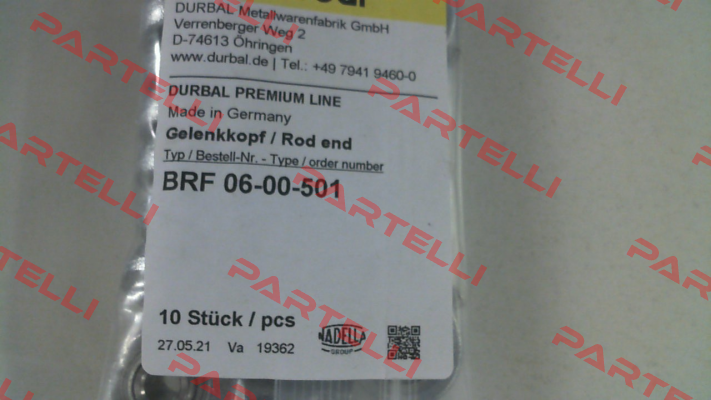 DURBAL Metallwarenfabrik GmbH
Verrenberger Weg 2
D-74613 Öhringen
www.durbal.de | Tel.: +49 7941 9460-0
DURBAL PREMIUM LINE
Made in Germany
Gelenkkopf / Rod end
Typ / Bestell-Nr. - Type / order number
BRF 06-00-501
10 Stück / pcs
27.05.21 Va 19362
NADELLA
GROUP
PARTELLI
PARTELLI
PARTELLI
PARTELLI
PARTELLI
PARTELLI
PARTELLI